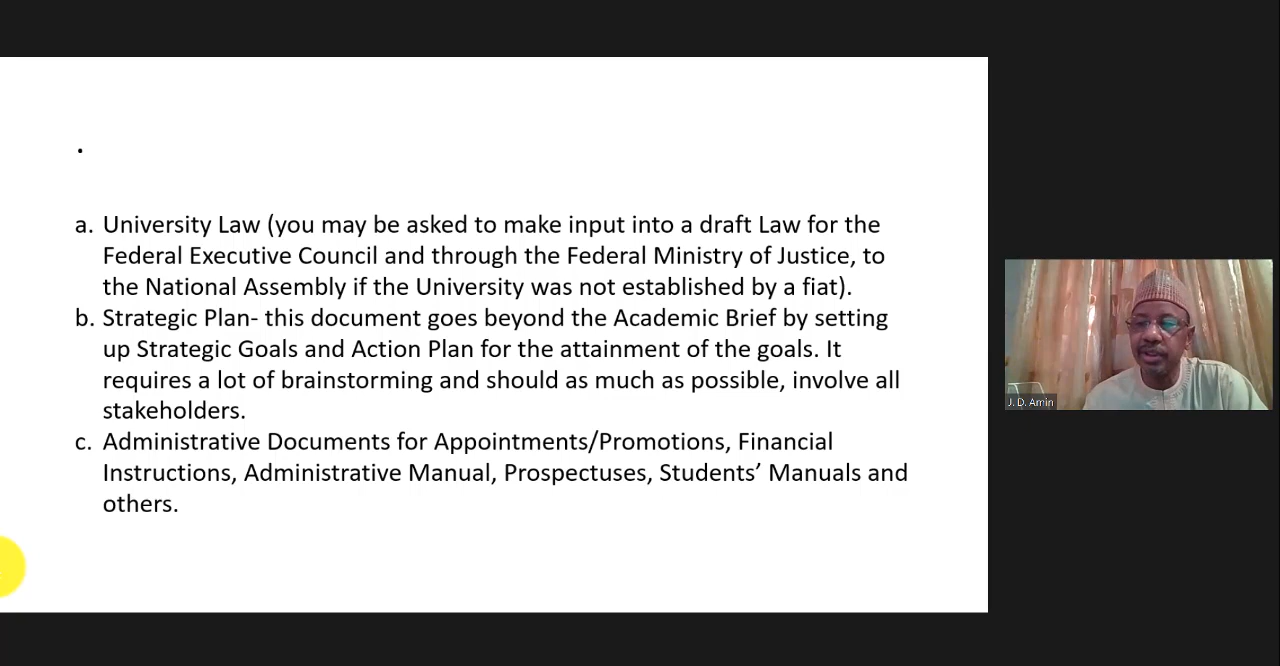 .
a. University Law (you may be asked to make input into a draft Law for the
Federal Executive Council and through the Federal Ministry of Justice, to
the National Assembly if the University was not established by a fiat).
b. Strategic Plan- this document goes beyond the Academic Brief by setting
up Strategic Goals and Action Plan for the attainment of the goals. It
requires a lot of brainstorming and should as much as possible, involve all
stakeholders.
c. Administrative Documents for Appointments/Promotions, Financial
Instructions, Administrative Manual, Prospectuses, Students’ Manuals and
others.
J. D. Amin